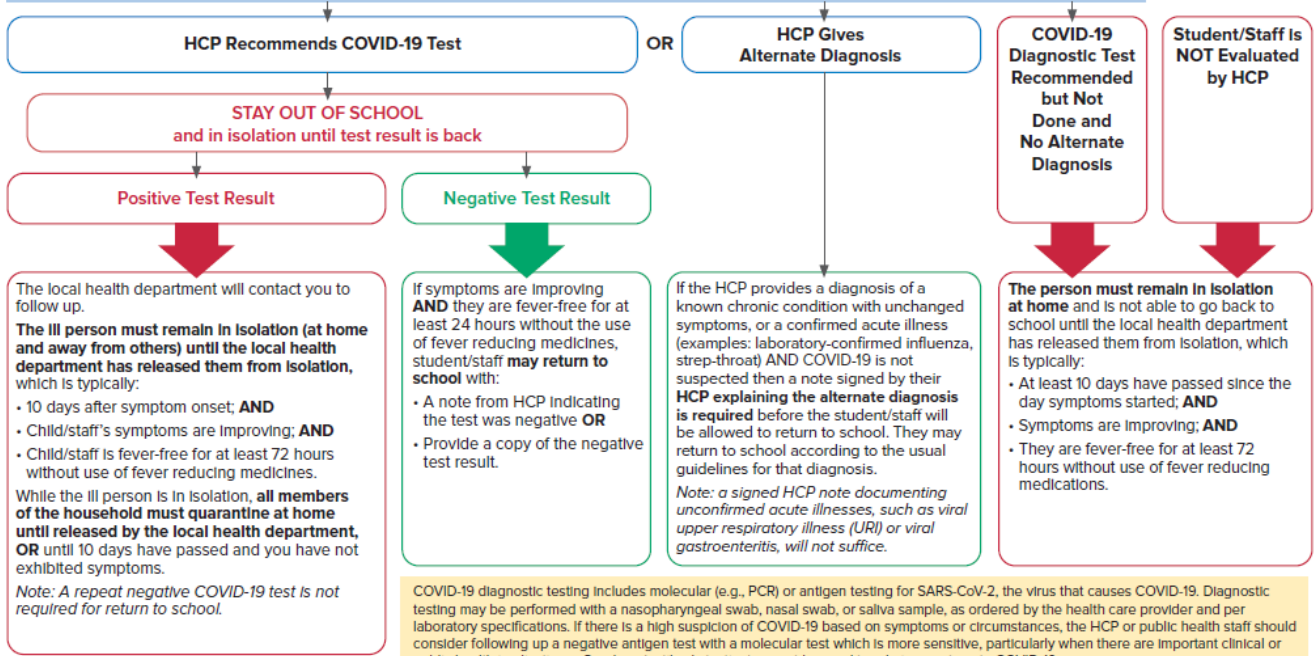 HCP Recommends COVID-19 Test
OR
HCP Gives
Alternate Diagnosis
COVID-19
Diagnostic Test
Recommended
but Not
Done and
No Alternate
Diagnosis
Student/Staff is
NOT Evaluated
by HCP
STAY OUT OF SCHOOL
and in isolation until test result is back
Positive Test Result
Negative Test Result
The local health department will contact you to
follow up.
The ill person must remain in isolation (at home
and away from others) until the local health
department has released them from isolation,
which is typically:
• 10 days after symptom onset; AND
• Child/staff's symptoms are improving; AND
• Child/staff is fever-free for at least 72 hours
without use of fever reducing medicines.
While the ill person is in isolation, all members
of the household must quarantine at home
until released by the local health department,
OR until 10 days have passed and you have not
exhibited symptoms.
Note: A repeat negative COVID-19 test is not
required for return to school.
If symptoms are improving
AND they are fever-free for at
least 24 hours without the use
of fever reducing medicines,
student/staff may return to
school with:
• A note from HCP indicating
the test was negative OR
• Provide a copy of the negative
test result.
If the HCP provides a diagnosis of a
known chronic condition with unchanged
symptoms, or a confirmed acute illness
(examples: laboratory-confirmed influenza,
strep-throat) AND COVID-19 is not
suspected then a note signed by their
HCP explaining the alternate diagnosis
is required before the student/staff will
be allowed to return to school. They may
return to school according to the usual
guidelines for that diagnosis.
Note: a signed HCP note documenting
unconfirmed acute illnesses, such as viral
upper respiratory illness (URI) or viral
gastroenteritis, will not suffice.
The person must remain in isolation
at home and is not able to go back to
school until the local health department
has released them from isolation, which
is typically:
• At least 10 days have passed since the
day symptoms started; AND
• Symptoms are improving; AND
• They are fever-free for at least 72
hours without use of fever reducing
medications.
COVID-19 diagnostic testing includes molecular (e.g., PCR) or antigen testing for SARS-CoV-2, the virus that causes COVID-19. Diagnostic
testing may be performed with a nasopharyngeal swab, nasal swab, or saliva sample, as ordered by the health care provider and per
laboratory specifications. If there is a high suspicion of COVID-19 based on symptoms or circumstances, the HCP or public health staff should
consider following up a negative antigen test with a molecular test which is more sensitive, particularly when there are important clinical or